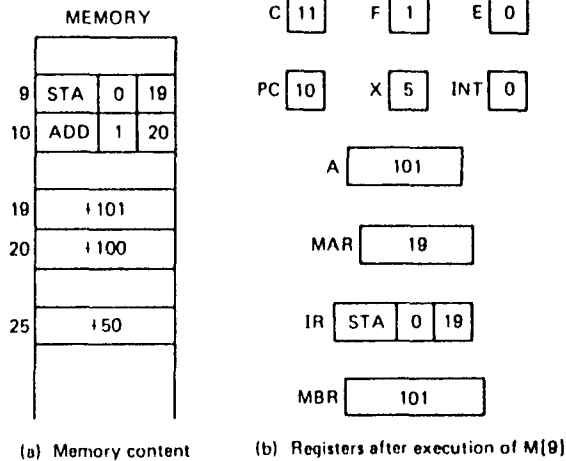 MEMORY
9 STA 0 19
10 ADD 1 20
19 +101
20 +100
25 +50
(a) Memory content
C 11 F 1 E 0
PC 10 X 5 INT 0
A 101
MAR 19
IR STA 0 19
MBR 101
(b) Registers after execution of M[9]